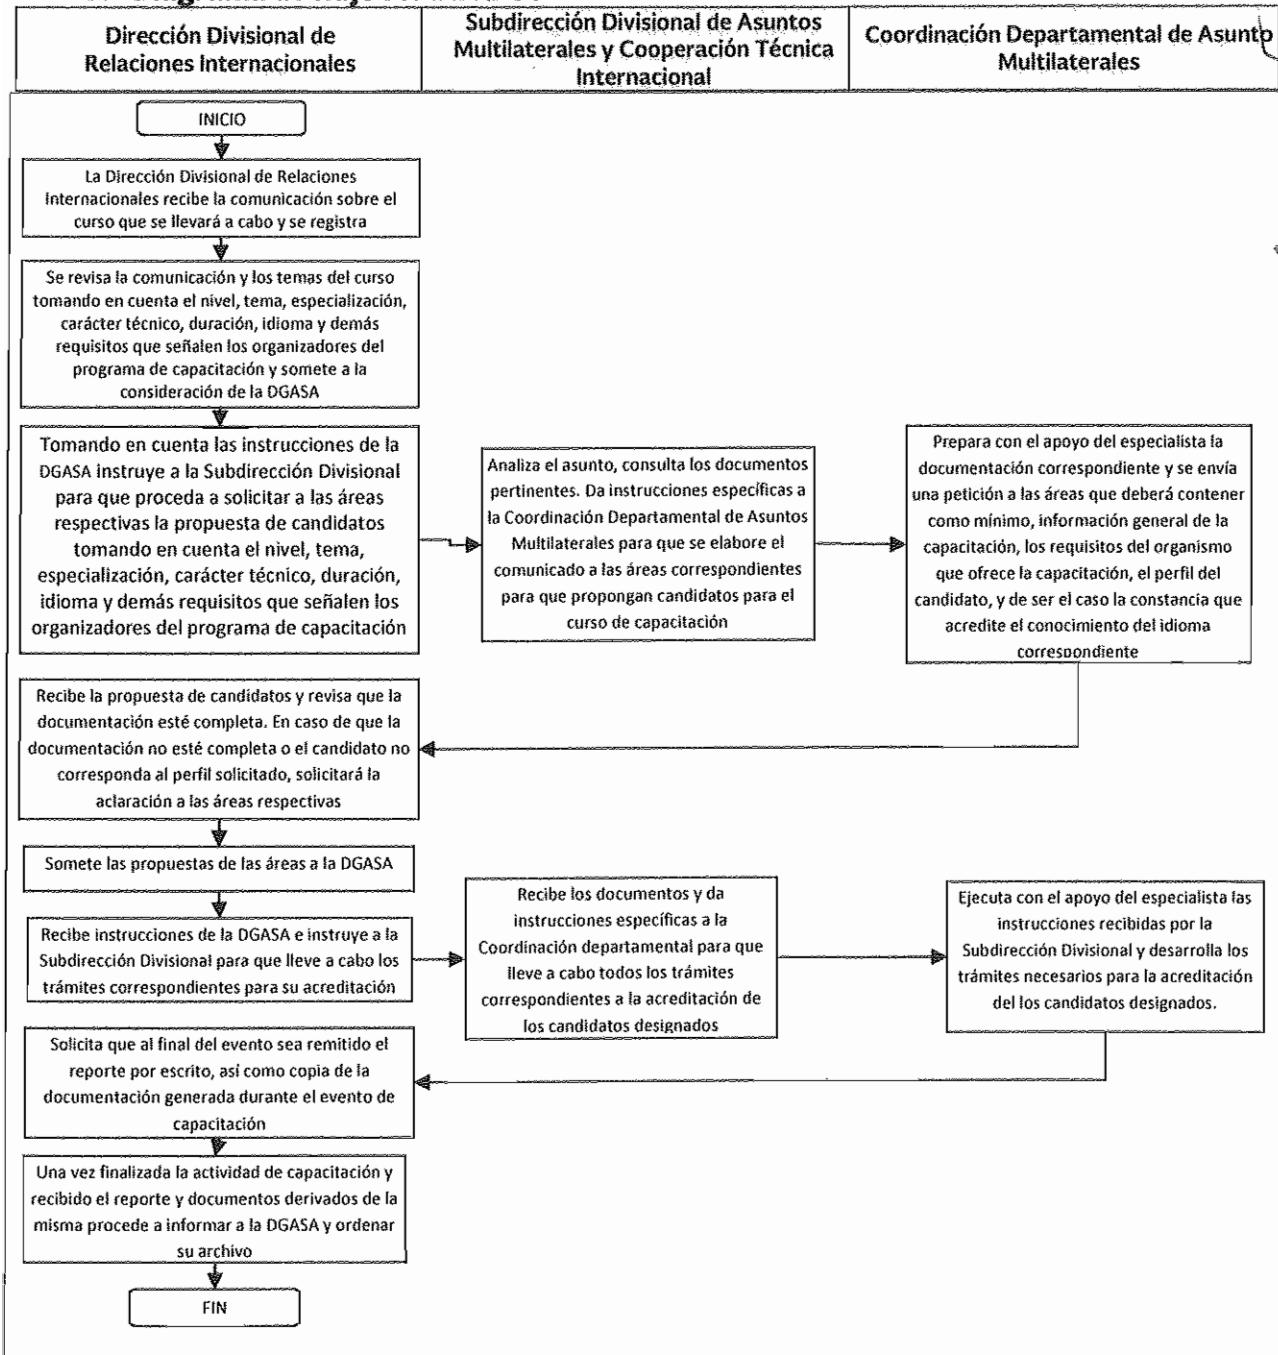 Dirección Divisional de
Relaciones Internacionales
Subdirección Divisional de Asuntos
Multilaterales y Cooperación Técnica
Internacional
Coordinación Departamental de Asunto
Multilaterales
INICIO
La Dirección Divisional de Relaciones
Internacionales recibe la comunicación sobre el
curso que se llevará a cabo y se registra
Se revisa la comunicación y los temas del curso
tomando en cuenta el nivel, tema, especialización,
carácter técnico, duración, idioma y demás
requisitos que señalen los organizadores del
programa de capacitación y somete a la
consideración de la DGASA
Tomando en cuenta las instrucciones de la
DGASA instruye a la Subdirección Divisional
para que proceda a solicitar a las áreas
respectivas la propuesta de candidatos
tomando en cuenta el nivel, tema,
especialización, carácter técnico, duración,
idioma y demás requisitos que señalen los
organizadores del programa de capacitación
Analiza el asunto, consulta los documentos
pertinentes. Da instrucciones específicas a
la Coordinación Departamental de Asuntos
Multilaterales para que se elabore el
comunicado a las áreas correspondientes
para que propongan candidatos para el
curso de capacitación
Prepara con el apoyo del especialista la
documentación correspondiente y se envía
una petición a las áreas que deberá contener
como mínimo, información general de la
capacitación, los requisitos del organismo
que ofrece la capacitación, el perfil del
candidato, y de ser el caso la constancia que
acredite el conocimiento del idioma
correspondiente
Recibe la propuesta de candidatos y revisa que la
documentación esté completa. En caso de que la
documentación no esté completa o el candidato no
corresponda al perfil solicitado, solicitará la
aclaración a las áreas respectivas
Somete las propuestas de las áreas a la DGASA
Recibe instrucciones de la DGASA e instruye a la
Subdirección Divisional para que lleve a cabo los
trámites correspondientes para su acreditación
Recibe los documentos y da
instrucciones específicas a la
Coordinación departamental para que
lleve a cabo todos los trámites
correspondientes a la acreditación de
los candidatos designados
Ejecuta con el apoyo del especialista las
instrucciones recibidas por la
Subdirección Divisional y desarrolla los
trámites necesarios para la acreditación
del los candidatos designados.
Solicita que al final del evento sea remitido el
reporte por escrito, así como copia de la
documentación generada durante el evento de
capacitación
Una vez finalizada la actividad de capacitación y
recibido el reporte y documentos derivados de la
misma procede a informar a la DGASA y ordenar
su archivo
FIN